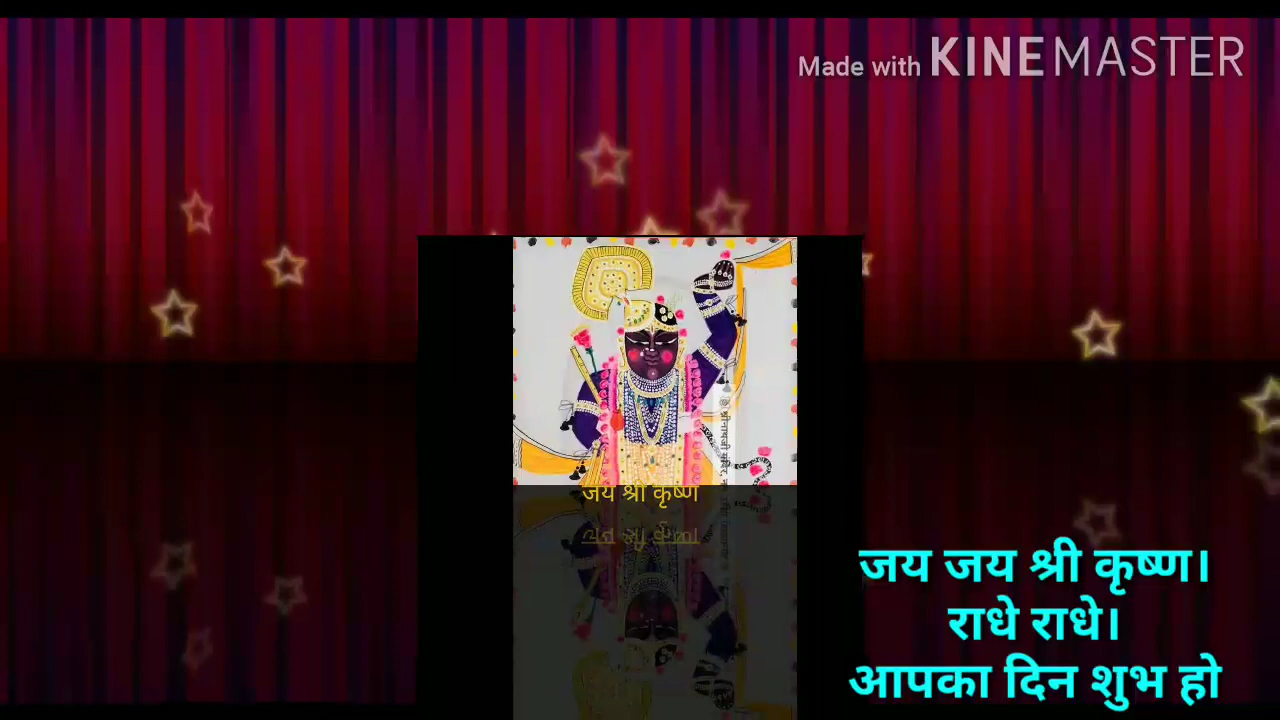 Made with KINEMASTER
जय श्री कृष्ण
जय जय श्री कृष्ण।
राधे राधे।
आपका दिन शुभ हो